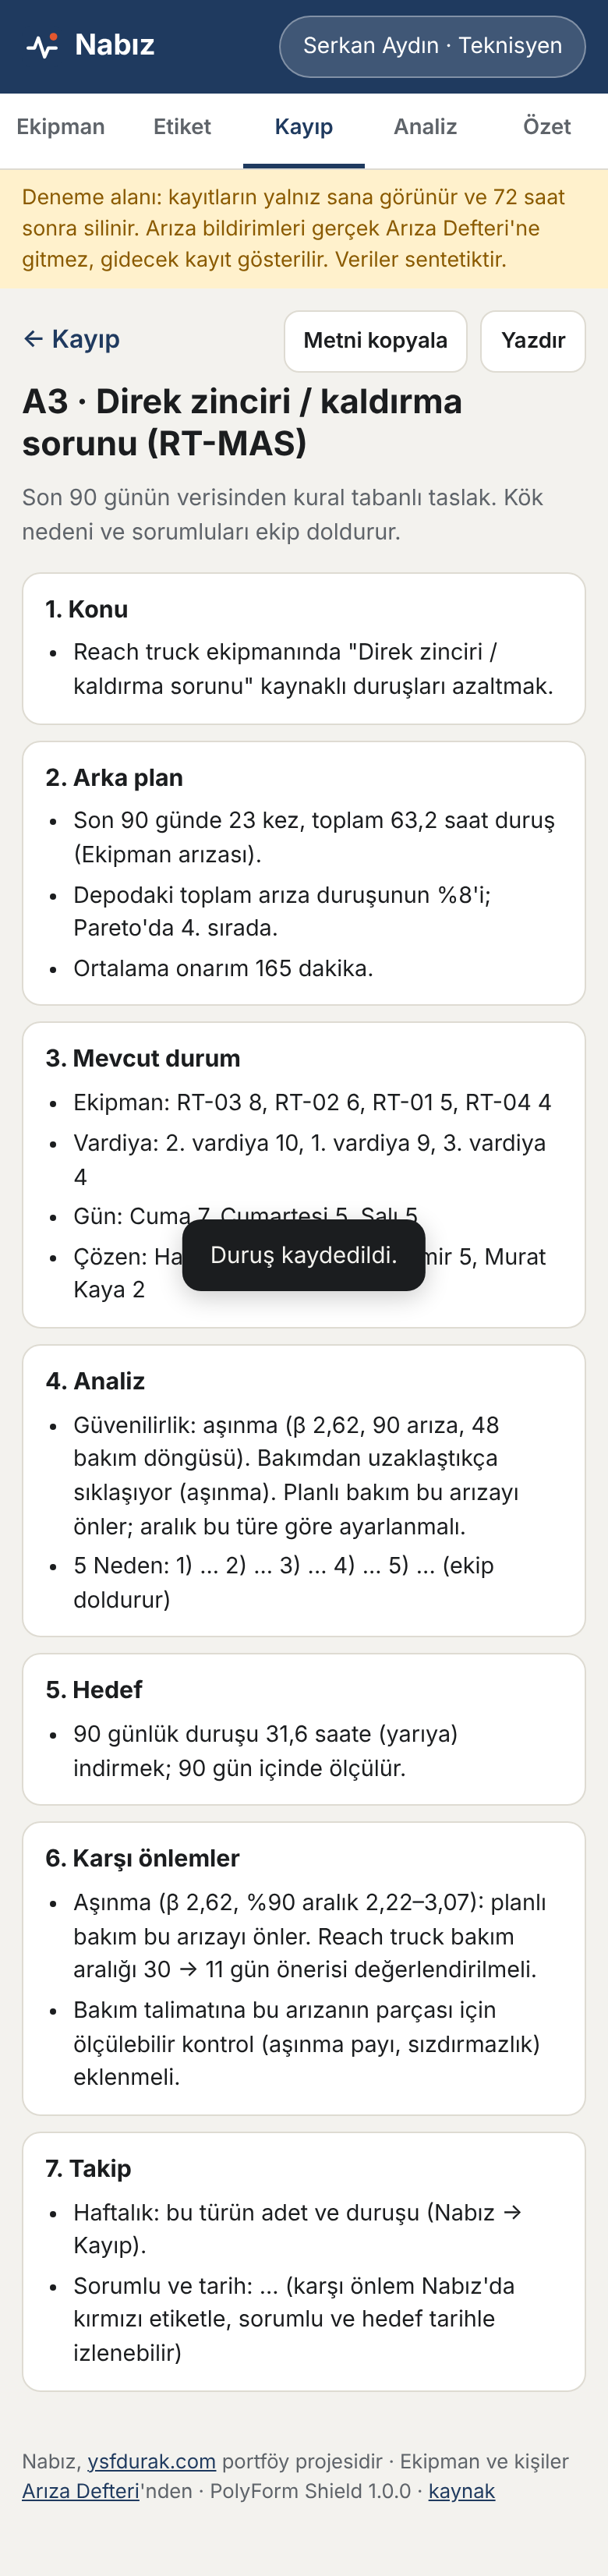 Nabız
Serkan Aydın · Teknisyen
Ekipman
Etiket
Kayıp
Analiz
Özet
Deneme alanı: kayıtların yalnız sana görünür ve 72 saat
sonra silinir. Arıza bildirimleri gerçek Arıza Defteri'ne
gitmez, gidecek kayıt gösterilir. Veriler sentetiktir.
← Kayıp
Metni kopyala
Yazdır
A3 · Direk zinciri / kaldırma
sorunu (RT-MAS)
Son 90 günün verisinden kural tabanlı taslak. Kök
nedeni ve sorumluları ekip doldurur.
1. Konu
• Reach truck ekipmanında "Direk zinciri /
kaldırma sorunu" kaynaklı duruşları azaltmak.
2. Arka plan
• Son 90 günde 23 kez, toplam 63,2 saat duruş
(Ekipman arızası).
• Depodaki toplam arıza duruşunun %8'i;
Pareto'da 4. sırada.
• Ortalama onarım 165 dakika.
3. Mevcut durum
• Ekipman: RT-03 8, RT-02 6, RT-01 5, RT-04 4
• Vardiya: 2. vardiya 10, 1. vardiya 9, 3. vardiya
4
• Gün: Cuma 7, Cumartesi 5, Salı 5
• Çözen: 5, Murat
Kaya 2
Duruş kaydedildi.
4. Analiz
• Güvenilirlik: aşınma (β 2,62, 90 arıza, 48
bakım döngüsü). Bakımdan uzaklaştıkça
sıklaşıyor (aşınma). Planlı bakım bu arızayı
önler; aralık bu türe göre ayarlanmalı.
• 5 Neden: 1) ... 2) ... 3) ... 4) ... 5) ... (ekip
doldurur)
5. Hedef
• 90 günlük duruşu 31,6 saate (yarıya)
indirmek; 90 gün içinde ölçülür.
6. Karşı önlemler
• Aşınma (β 2,62, %90 aralık 2,22–3,07): planlı
bakım bu arızayı önler. Reach truck bakım
aralığı 30 → 11 gün önerisi değerlendirilmeli.
• Bakım talimatına bu arızanın parçası için
ölçülebilir kontrol (aşınma payı, sızdırmazlık)
eklenmeli.
7. Takip
• Haftalık: bu türün adet ve duruşu (Nabız →
Kayıp).
• Sorumlu ve tarih: ... (karşı önlem Nabız'da
kırmızı etiketle, sorumlu ve hedef tarihle
izlenebilir)
Nabız, ysfdurak.com portföy projesidir · Ekipman ve kişiler
Arıza Defteri'nden · PolyForm Shield 1.0.0 · kaynak